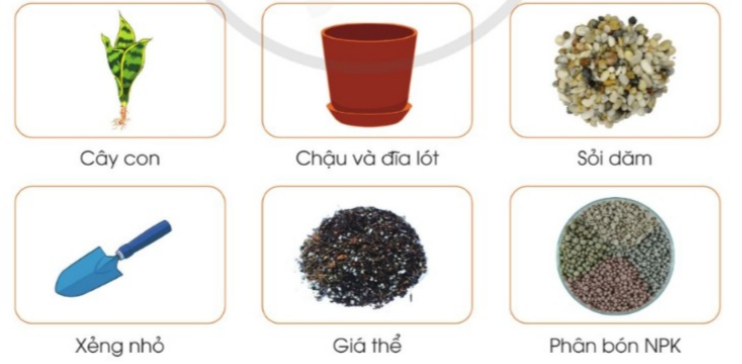 Cây con
Chậu và đĩa lót
Sỏi dăm
Xẻng nhỏ
Giá thể
Phân bón NPK